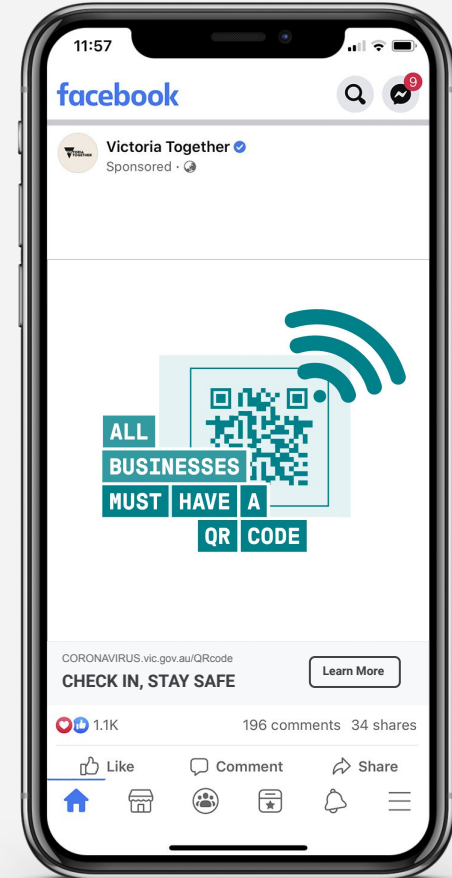 11:57
facebook
9
Victoria Together
Sponsored
ALL
BUSINESSES
MUST HAVE A
QR CODE
CORONAVIRUS.vic.gov.au/QRcode
CHECK IN, STAY SAFE
Learn More
1.1K 196 comments 34 shares
Like Comment Share